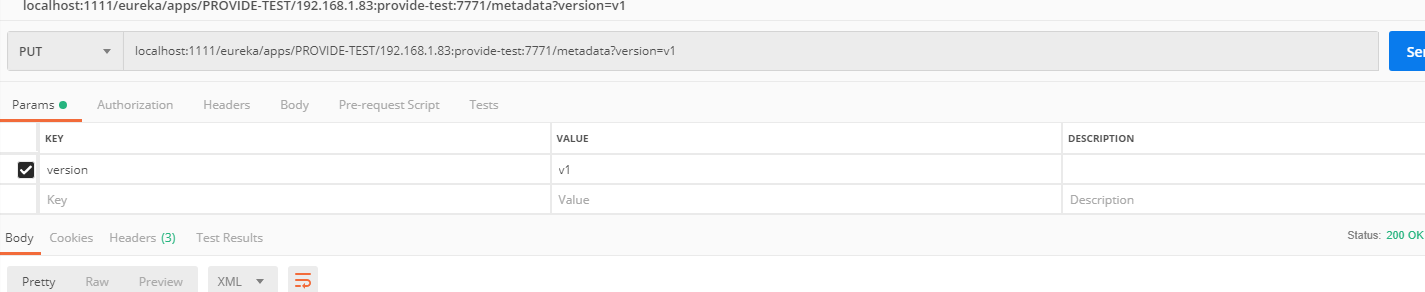 localhost:1111/eureka/apps/PROVIDE-TEST/192.168.1.83:provide-test:7771/metadata?version=v1
PUT localhost:1111/eureka/apps/PROVIDE-TEST/192.168.1.83:provide-test:7771/metadata?version=v1
Params Authorization Headers Body Pre-request Script Tests
KEY VALUE DESCRIPTION
version v1
Key Value Description
Body Cookies Headers (3) Test Results Status: 200 OK
Pretty Raw Preview XML